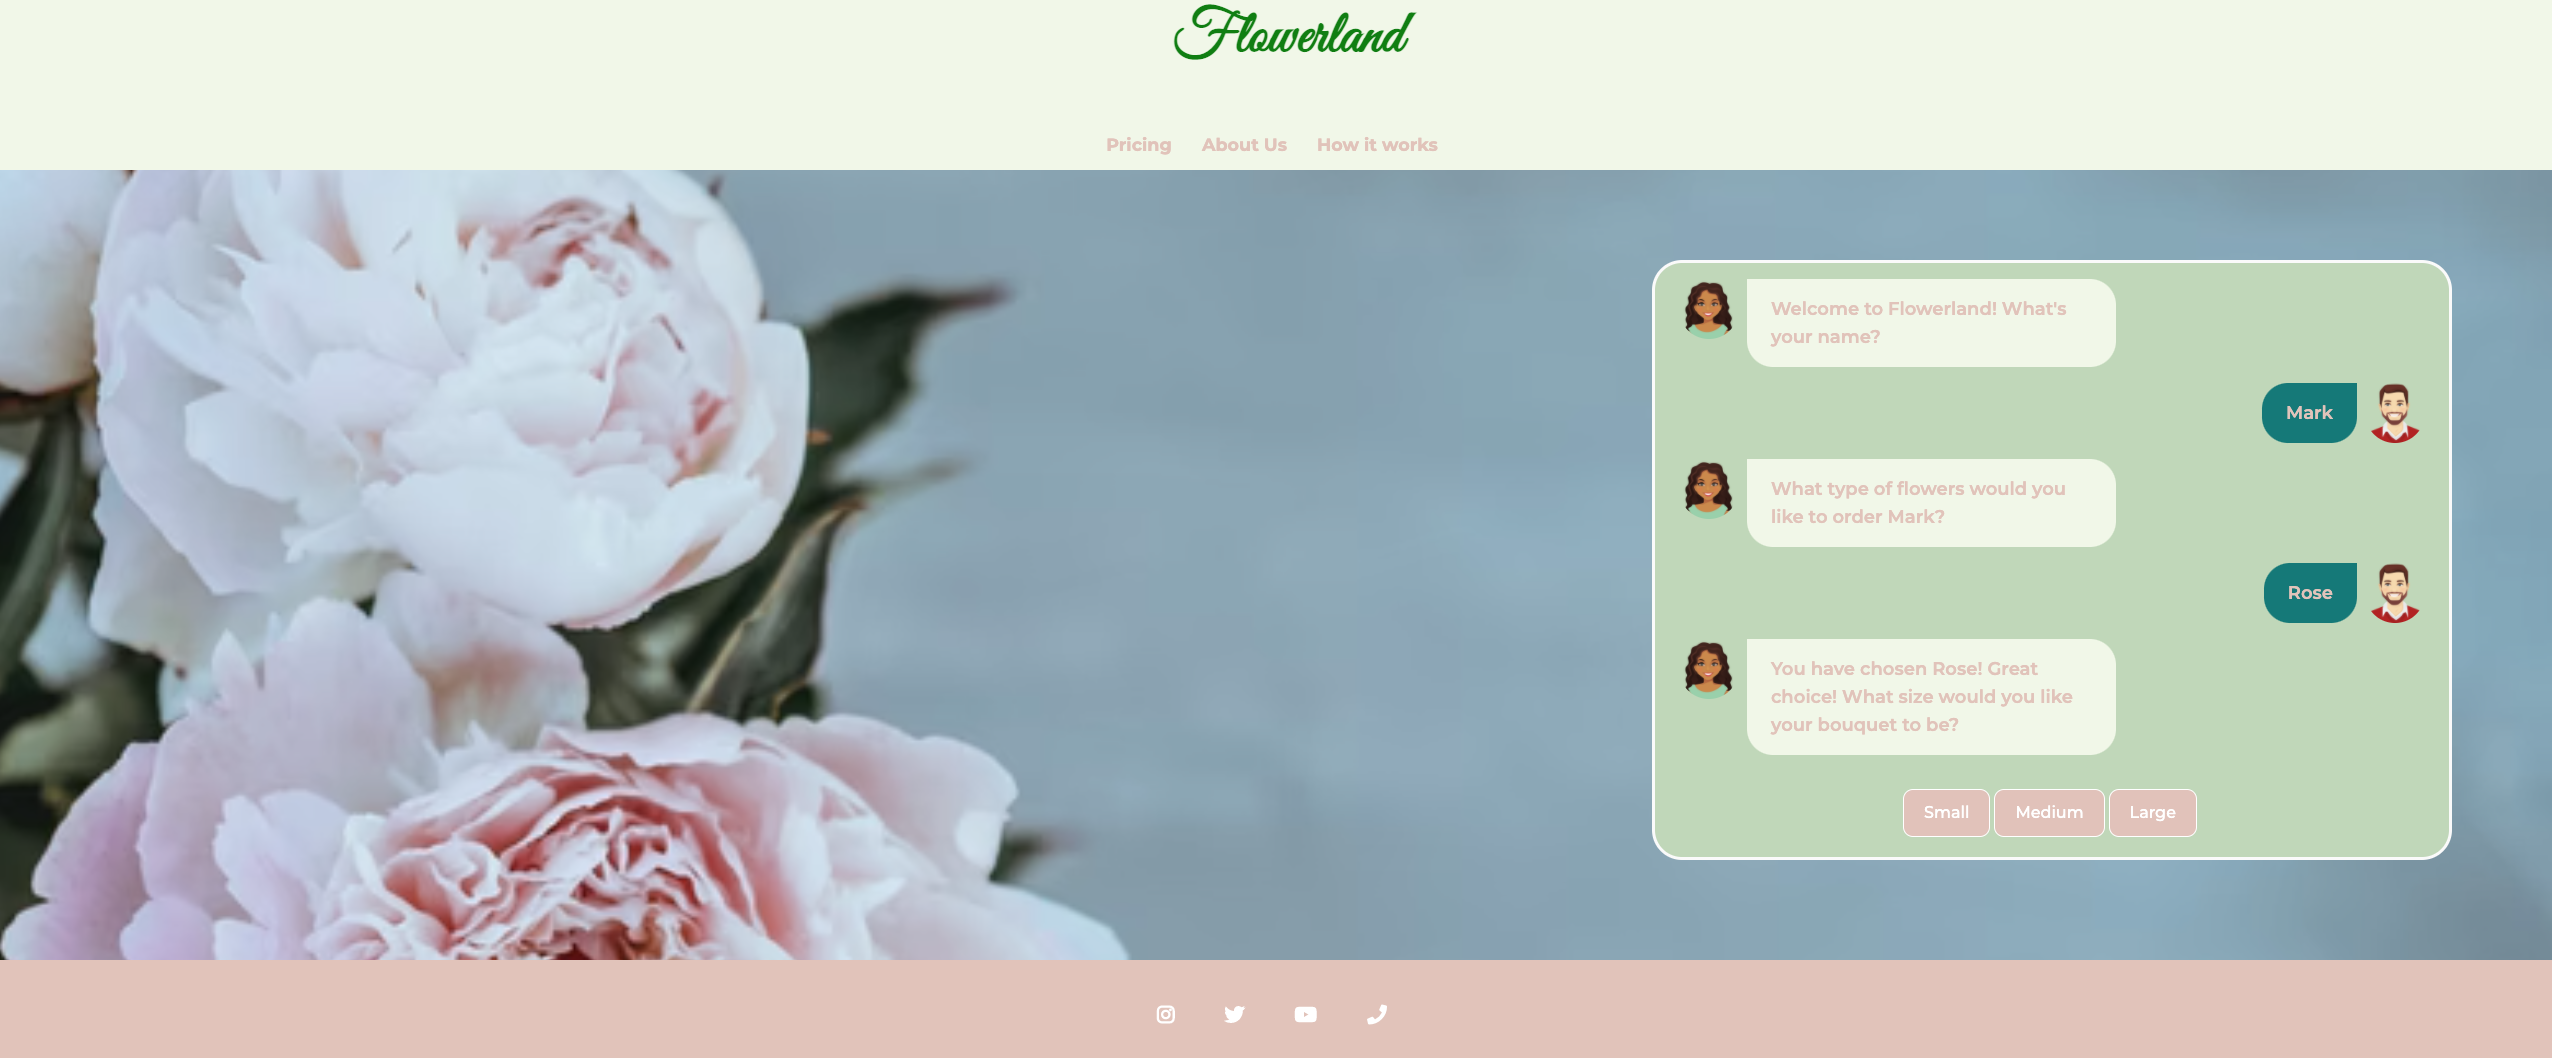 Flowerland
Pricing About Us How it works
Welcome to Flowerland! What's
your name?
Mark
What type of flowers would you
like to order Mark?
Rose
You have chosen Rose! Great
choice! What size would you like
your bouquet to be?
Small Medium Large